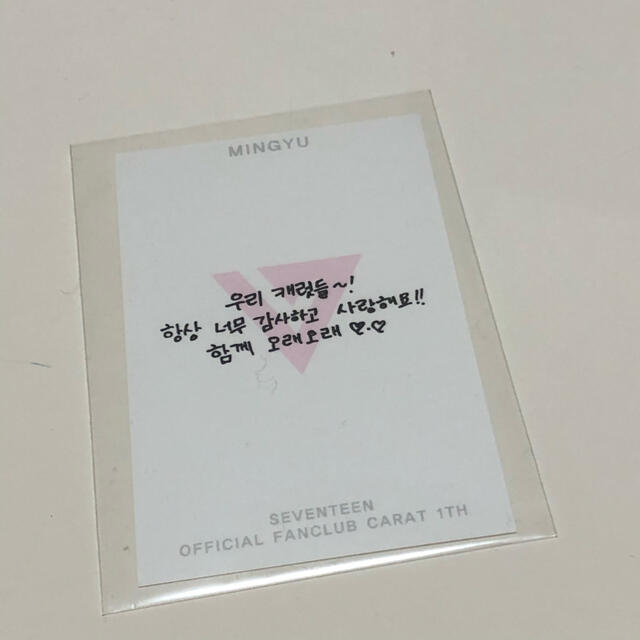 MINGYU
우리 캐럿들~!
항상 너무 감사하고 사랑해요!!
함께 오래오래 ♡.♡
SEVENTEEN
OFFICIAL FANCLUB CARAT 1TH